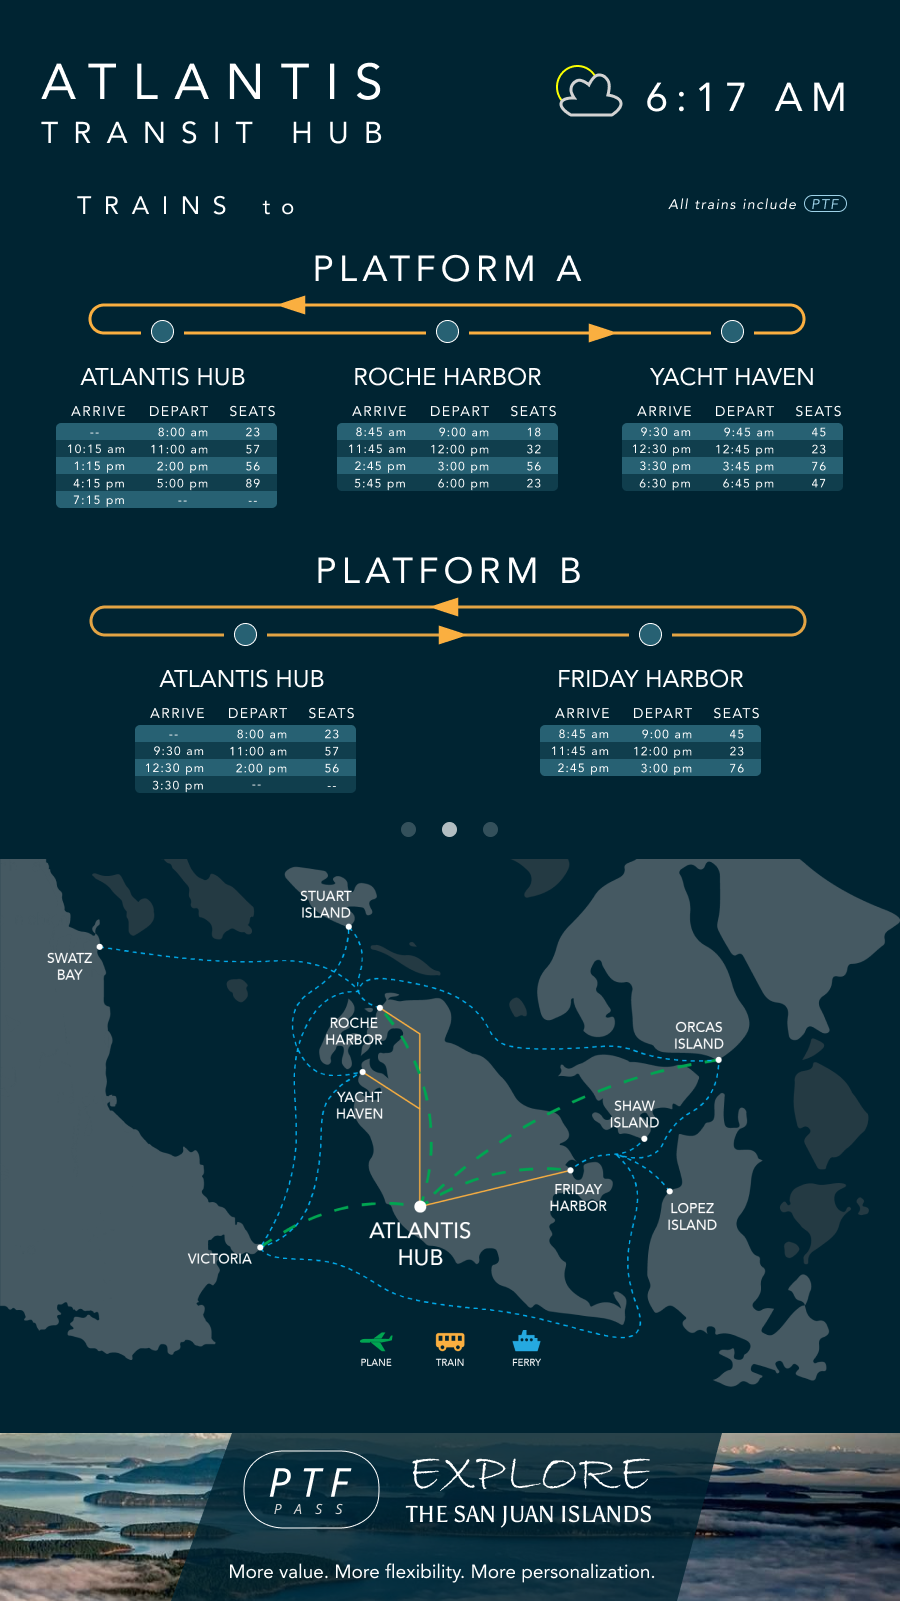 ATLANTIS
TRANSIT HUB
6:17 AM
TRAINS to
All trains include PTF
PLATFORM A
ATLANTIS HUB
ARRIVE DEPART SEATS
-- 8:00 am 23
10:15 am 11:00 am 57
1:15 pm 2:00 pm 56
4:15 pm 5:00 pm 89
7:15 pm -- --
ROCHE HARBOR
ARRIVE DEPART SEATS
8:45 am 9:00 am 18
11:45 am 12:00 pm 32
2:45 pm 3:00 pm 56
5:45 pm 6:00 pm 23
YACHT HAVEN
ARRIVE DEPART SEATS
9:30 am 9:45 am 45
12:30 pm 12:45 pm 23
3:30 pm 3:45 pm 76
6:30 pm 6:45 pm 47
PLATFORM B
ATLANTIS HUB
ARRIVE DEPART SEATS
-- 8:00 am 23
9:30 am 11:00 am 57
12:30 pm 2:00 pm 56
3:30 pm -- --
FRIDAY HARBOR
ARRIVE DEPART SEATS
8:45 am 9:00 am 45
11:45 am 12:00 pm 23
2:45 pm 3:00 pm 76
STUART
ISLAND
SWATZ
BAY
ROCHE
HARBOR
ORCAS
ISLAND
YACHT
HAVEN
SHAW
ISLAND
FRIDAY
HARBOR
LOPEZ
ISLAND
ATLANTIS
HUB
VICTORIA
PLANE
TRAIN
FERRY
PTF
PASS
EXPLORE
THE SAN JUAN ISLANDS
More value. More flexibility. More personalization.